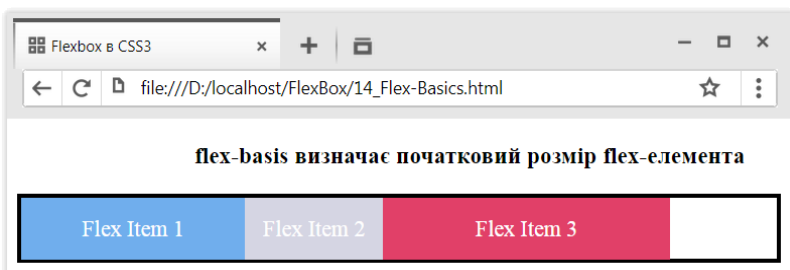 Flexbox в CSS3
file:///D:/localhost/FlexBox/14_Flex-Basics.html
flex-basis визначає початковий розмір flex-елемента
Flex Item 1 Flex Item 2 Flex Item 3